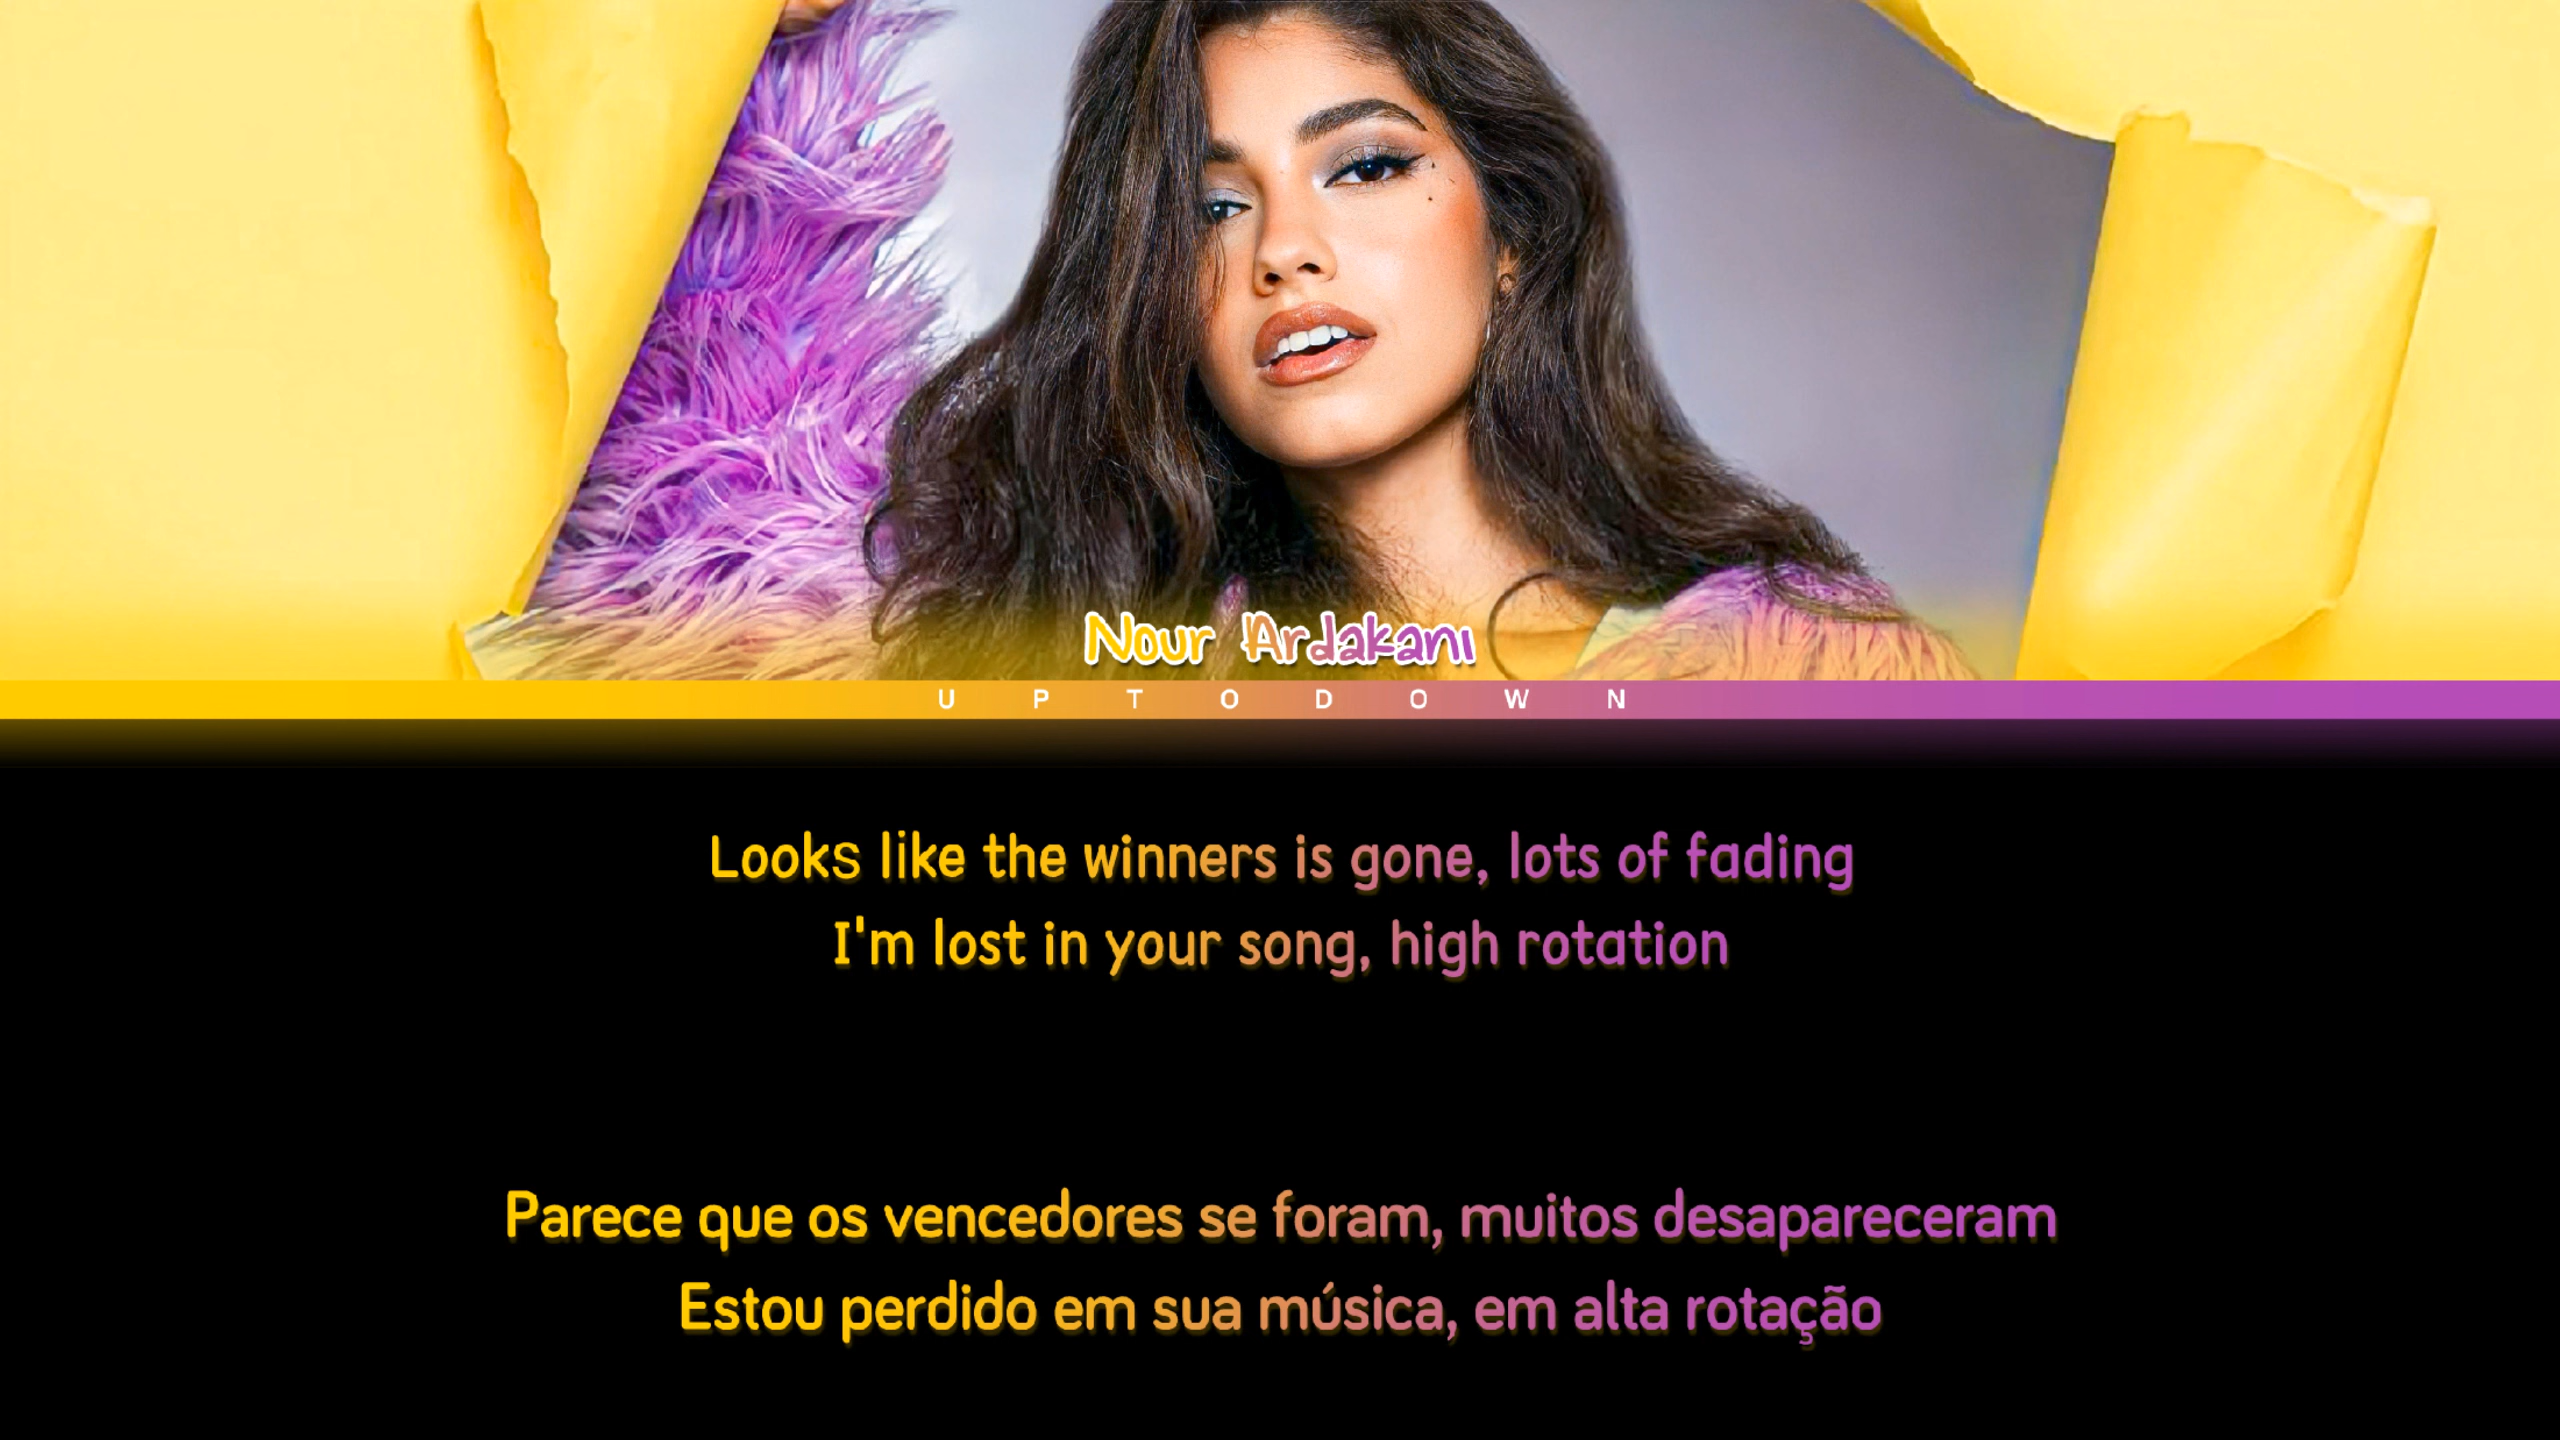 Nour Ardakani
UPTODOWN
Looks like the winners is gone, lots of fading
I'm lost in your song, high rotation
Parece que os vencedores se foram, muitos desapareceram
Estou perdido em sua música, em alta rotação